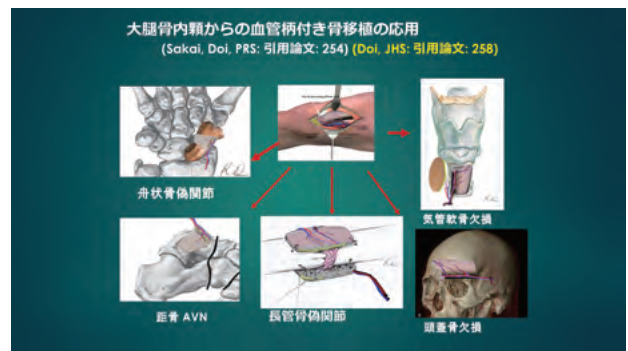 大腿骨内顆からの血管柄付き骨移植の応用
(Sakai, Doi, PRS: 引用論文: 254) (Doi, JHS: 引用論文: 258)
舟状骨偽関節
気管軟骨欠損
距骨 AVN
長管骨偽関節
頭蓋骨欠損